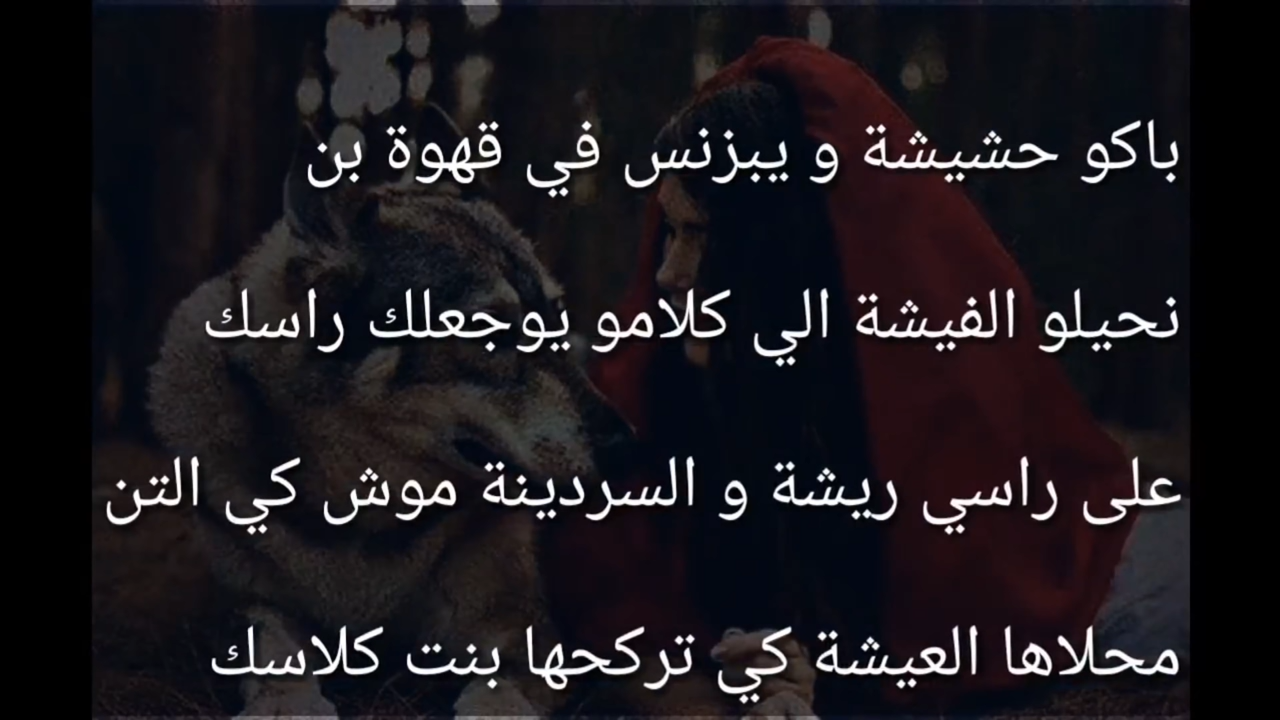 باكو حشيشة و يبزنس في قهوة بن
نحيلو الفيشة الي كلامو يوجعلك راسك
على راسي ريشة و السردينة موش كي التن
محلاها العيشة كي تركحها بنت كلاسك